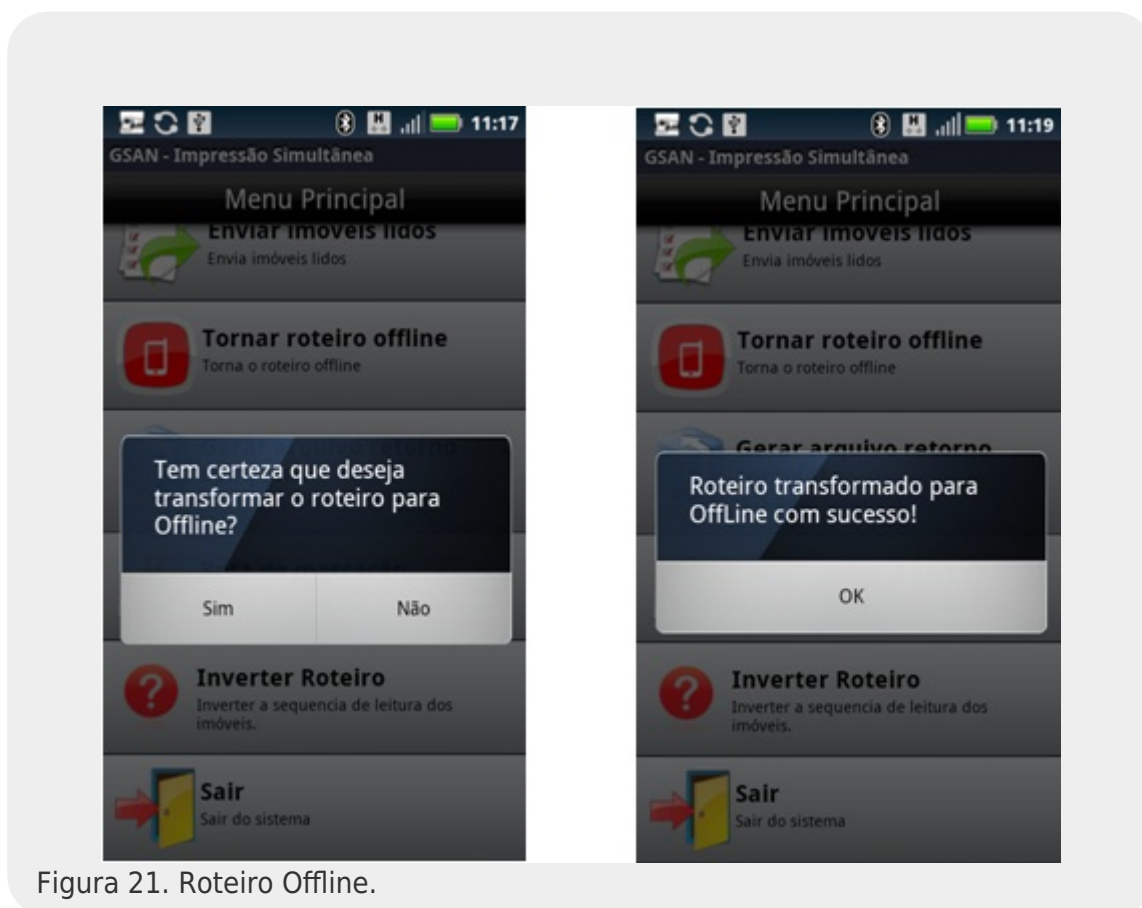 11:17
GSAN - Impressão Simultânea
Menu Principal
Enviar imóveis lidos
Envia imóveis lidos
Tornar roteiro offline
Torna o roteiro offline
Tem certeza que deseja
transformar o roteiro para
Offline?
Sim Não
Inverter Roteiro
Inverter a sequencia de leitura dos
imóveis.
Sair
Sair do sistema
11:19
GSAN - Impressão Simultânea
Menu Principal
Enviar imóveis lidos
Envia imóveis lidos
Tornar roteiro offline
Torna o roteiro offline
Gerar arquivo retorno
Roteiro transformado para
OffLine com sucesso!
OK
Inverter Roteiro
Inverter a sequencia de leitura dos
imóveis.
Sair
Sair do sistema
Figura 21. Roteiro Offline.